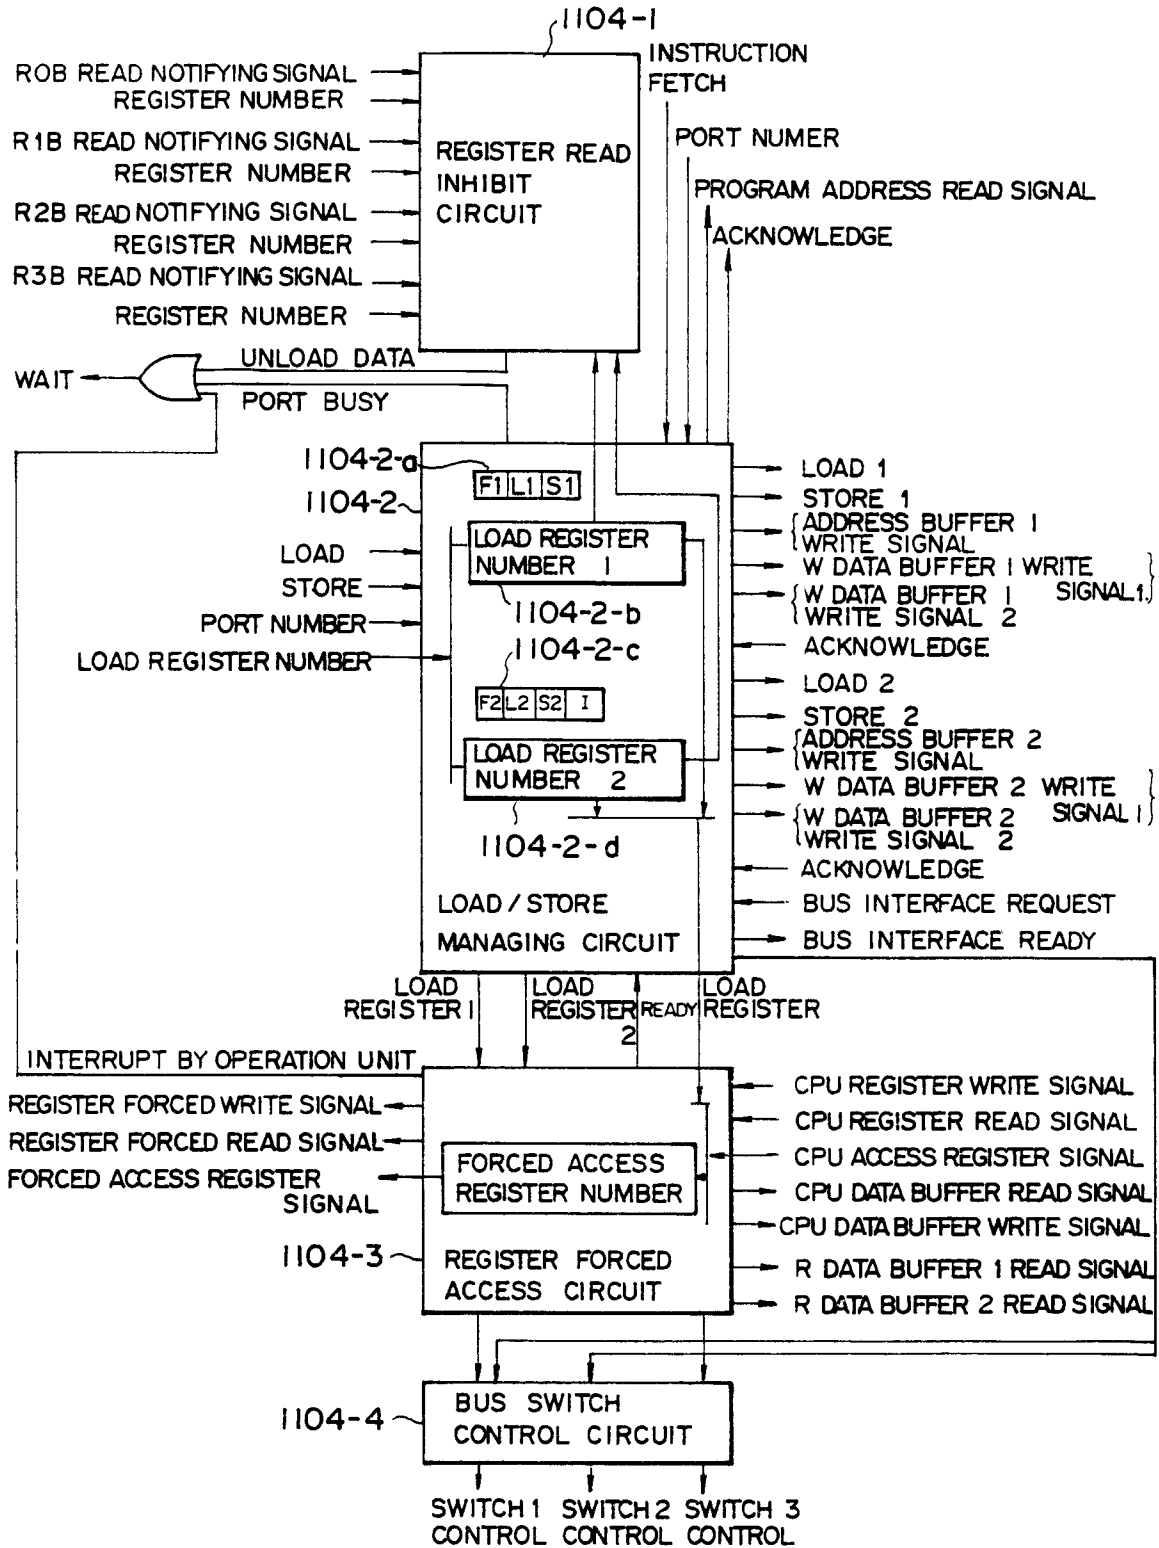 1104-1
INSTRUCTION
FETCH
PORT NUMER
PROGRAM ADDRESS READ SIGNAL
ACKNOWLEDGE
R0B READ NOTIFYING SIGNAL
REGISTER NUMBER
R1B READ NOTIFYING SIGNAL
REGISTER NUMBER
R2B READ NOTIFYING SIGNAL
REGISTER NUMBER
R3B READ NOTIFYING SIGNAL
REGISTER NUMBER
REGISTER READ
INHIBIT
CIRCUIT
UNLOAD DATA
WAIT
PORT BUSY
1104-2-a
F1 L1 S1
1104-2
LOAD REGISTER
NUMBER 1
1104-2-b
1104-2-c
F2 L2 S2 I
LOAD REGISTER
NUMBER 2
1104-2-d
LOAD / STORE
MANAGING CIRCUIT
LOAD
STORE
PORT NUMBER
LOAD REGISTER NUMBER
LOAD 1
STORE 1
ADDRESS BUFFER 1
WRITE SIGNAL
W DATA BUFFER 1 WRITE
SIGNAL 1
W DATA BUFFER 1
WRITE SIGNAL 2
ACKNOWLEDGE
LOAD 2
STORE 2
ADDRESS BUFFER 2
WRITE SIGNAL
W DATA BUFFER 2 WRITE
SIGNAL 1
W DATA BUFFER 2
WRITE SIGNAL 2
ACKNOWLEDGE
BUS INTERFACE REQUEST
BUS INTERFACE READY
LOAD
REGISTER 1
LOAD
REGISTER
2
READY
LOAD
REGISTER
INTERRUPT BY OPERATION UNIT
REGISTER FORCED WRITE SIGNAL
REGISTER FORCED READ SIGNAL
FORCED ACCESS REGISTER
SIGNAL
FORCED ACCESS
REGISTER NUMBER
1104-3
REGISTER FORCED
ACCESS CIRCUIT
CPU REGISTER WRITE SIGNAL
CPU REGISTER READ SIGNAL
CPU ACCESS REGISTER SIGNAL
CPU DATA BUFFER READ SIGNAL
CPU DATA BUFFER WRITE SIGNAL
R DATA BUFFER 1 READ SIGNAL
R DATA BUFFER 2 READ SIGNAL
1104-4
BUS SWITCH
CONTROL CIRCUIT
SWITCH 1
CONTROL
SWITCH 2
CONTROL
SWITCH 3
CONTROL